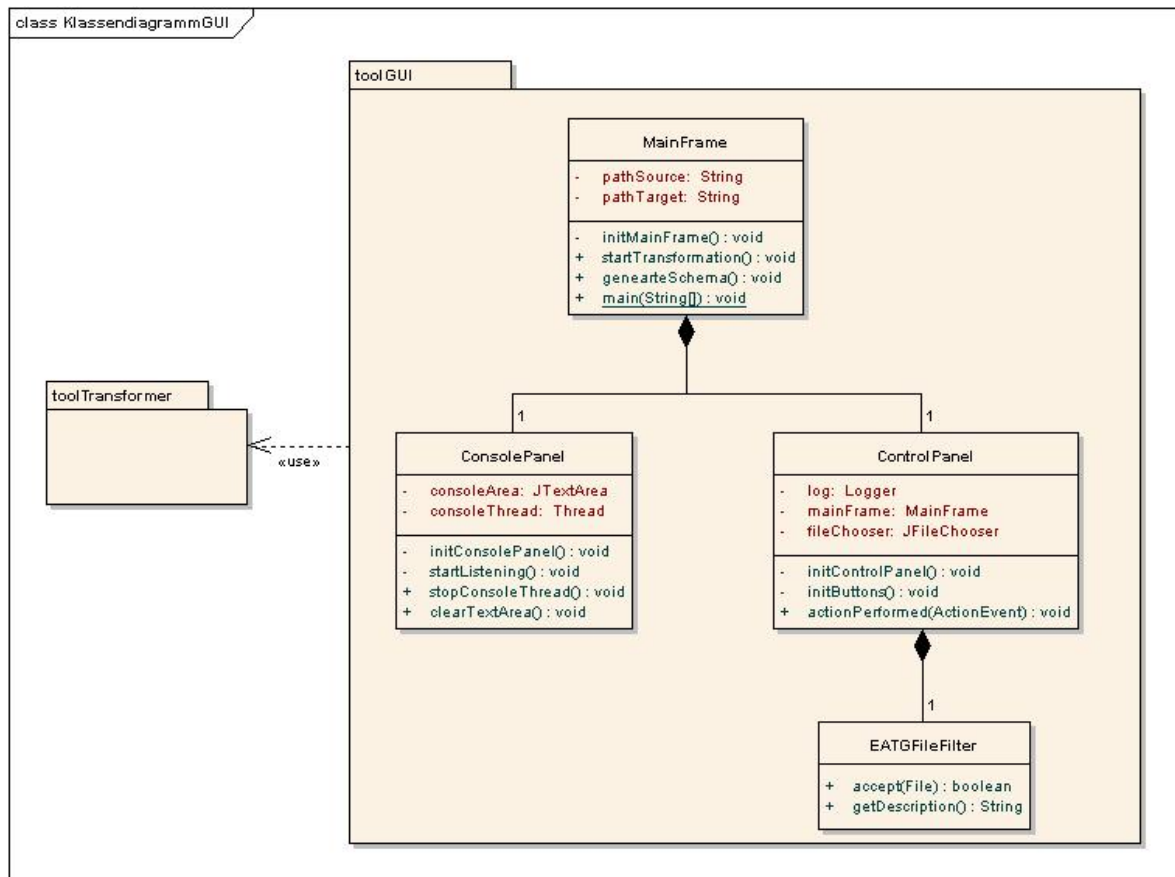 class KlassendiagrammGUI
toolGUI
MainFrame
- pathSource: String
- pathTarget: String
- initMainFrame() : void
+ startTransformation() : void
+ genearteSchema() : void
+ main(String[]) : void
toolTransformer
«use»
1
1
ConsolePanel
- consoleArea: JTextArea
- consoleThread: Thread
- initConsolePanel() : void
- startListening() : void
+ stopConsoleThread() : void
+ clearTextArea() : void
ControlPanel
- log: Logger
- mainFrame: MainFrame
- fileChooser: JFileChooser
- initControlPanel() : void
- initButtons() : void
+ actionPerformed(ActionEvent) : void
1
EATGFileFilter
+ accept(File) : boolean
+ getDescription() : String